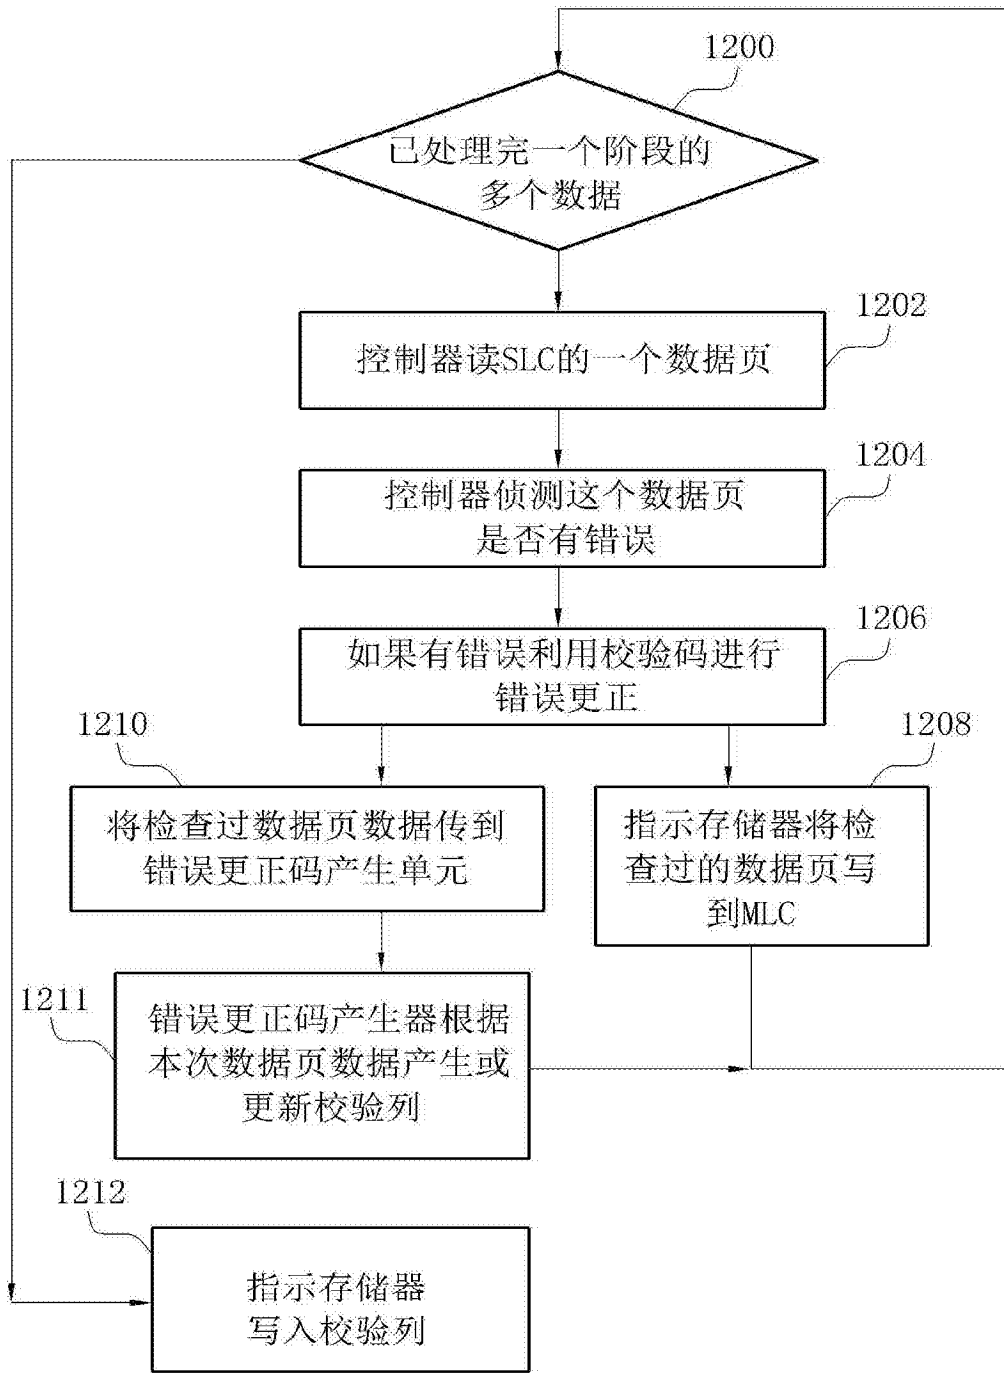 1200
已处理完一个阶段的
多个数据
1202
控制器读SLC的一个数据页
1204
控制器侦测这个数据页
是否有错误
1206
如果有错误利用校验码进行
错误更正
1210
将检查过数据页数据传到
错误更正码产生单元
1208
指示存储器将检
查过的数据页写
到MLC
1211
错误更正码产生器根据
本次数据页数据产生或
更新校验列
1212
指示存储器
写入校验列